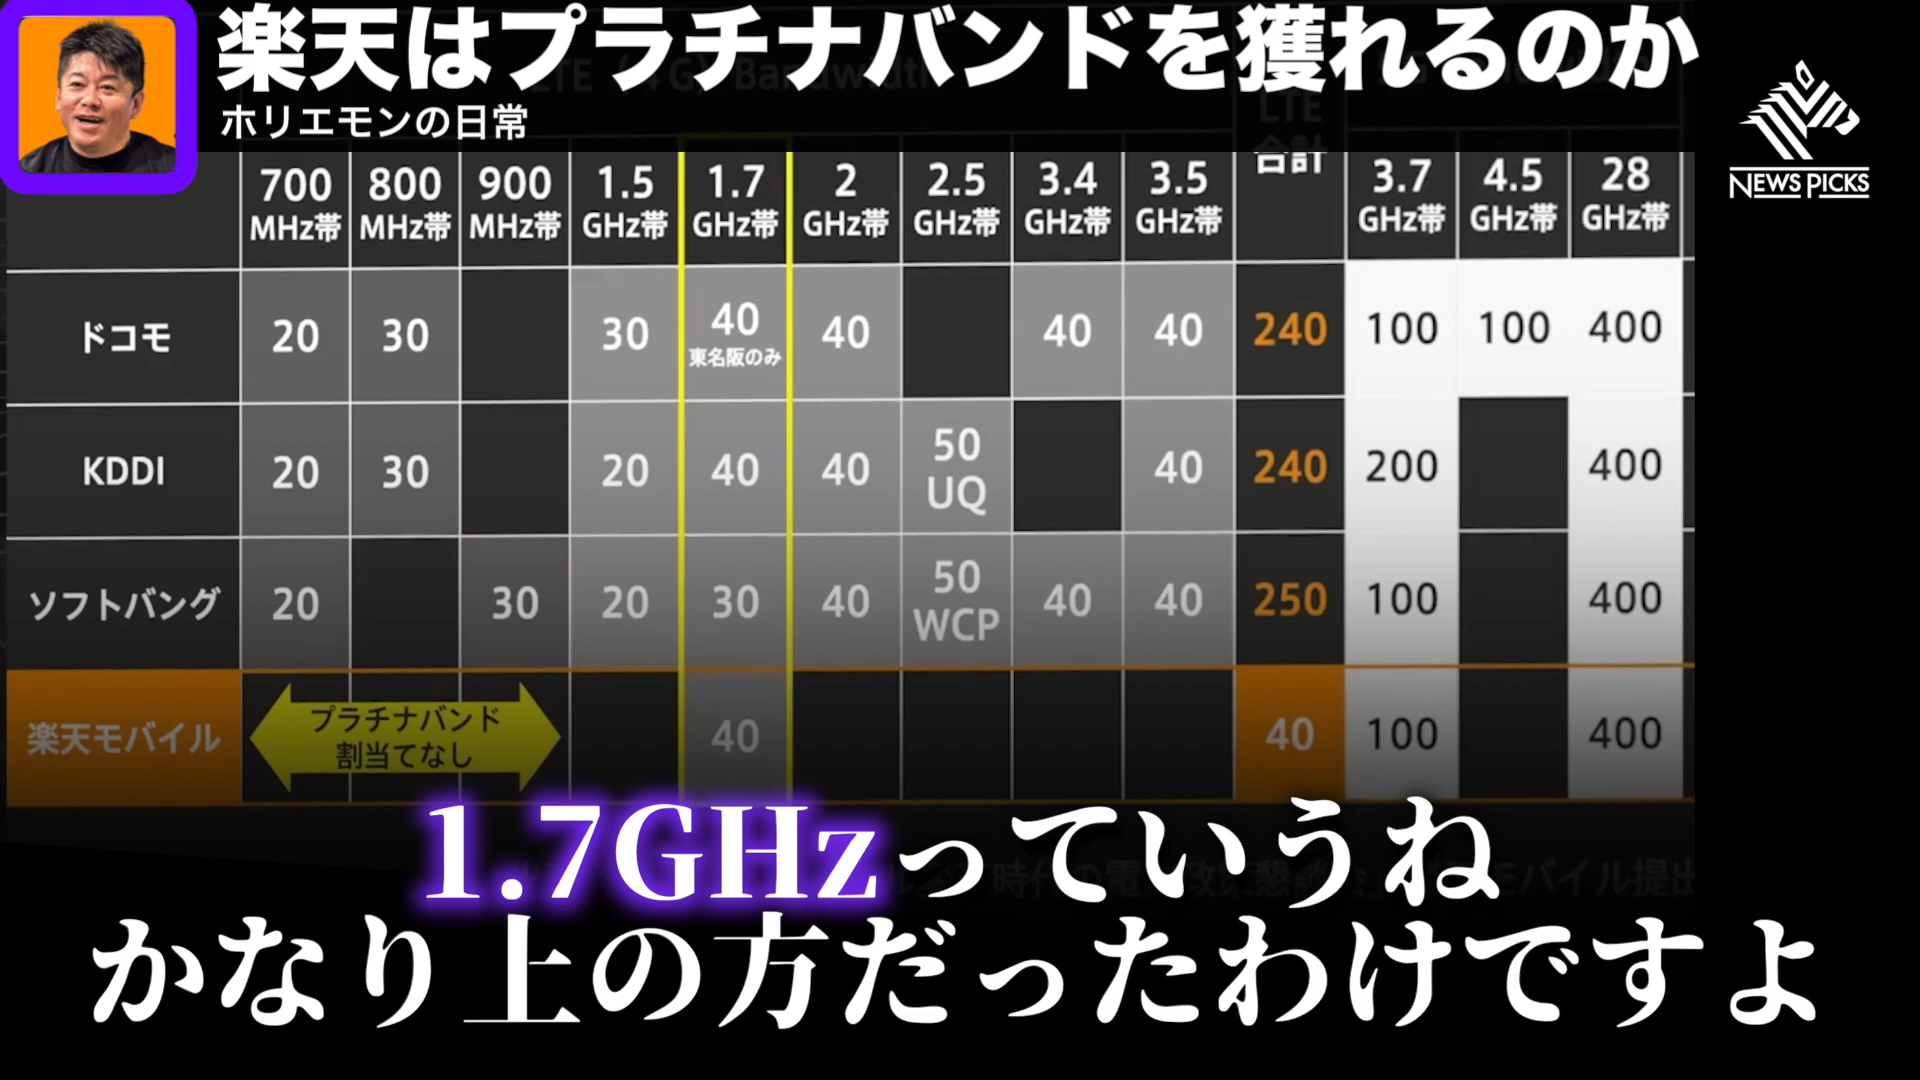 楽天はプラチナバンドを獲れるのか
ホリエモンの日常
NEWS PICKS
LTE
合計
700 MHz帯 800 MHz帯 900 MHz帯 1.5 GHz帯 1.7 GHz帯 2 GHz帯 2.5 GHz帯 3.4 GHz帯 3.5 GHz帯 3.7 GHz帯 4.5 GHz帯 28 GHz帯
ドコモ 20 30 30 40 東名阪のみ 40 40 40 240 100 100 400
KDDI 20 30 20 40 40 50 UQ 40 240 200 400
ソフトバンク 20 30 20 30 40 50 WCP 40 40 250 100 400
楽天モバイル プラチナバンド 割当てなし 40 40 100 400
1.7GHzっていうね
かなり上の方だったわけですよ